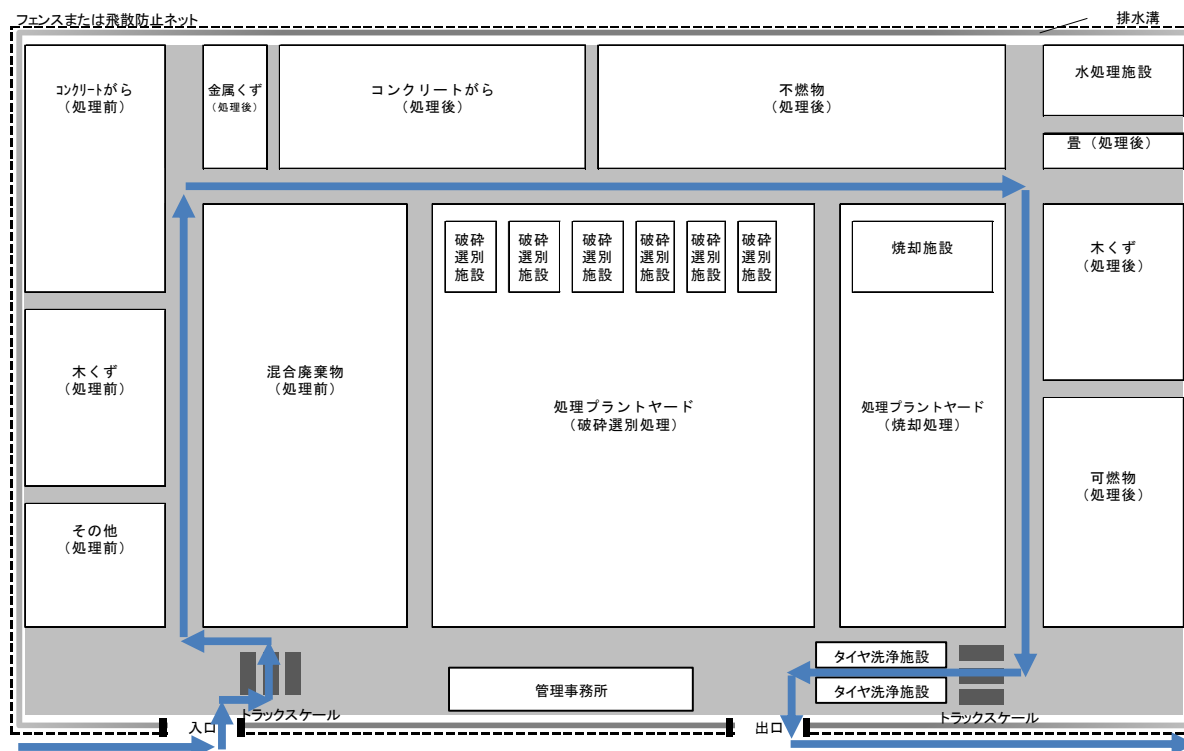 フェンスまたは飛散防止ネット
排水溝
コンクリートがら
（処理前）
金属くず
（処理後）
コンクリートがら
（処理後）
不燃物
（処理後）
水処理施設
畳（処理後）
破砕
選別
施設
破砕
選別
施設
破砕
選別
施設
破砕
選別
施設
破砕
選別
施設
破砕
選別
施設
焼却施設
木くず
（処理後）
木くず
（処理前）
混合廃棄物
（処理前）
処理プラントヤード
（破砕選別処理）
処理プラントヤード
（焼却処理）
可燃物
（処理後）
その他
（処理前）
タイヤ洗浄施設
タイヤ洗浄施設
管理事務所
トラックスケール
トラックスケール
入口
出口